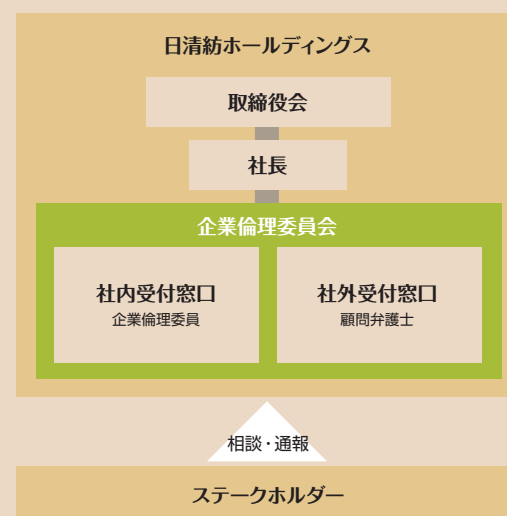 日清紡ホールディングス
取締役会
社長
企業倫理委員会
社内受付窓口
企業倫理委員
社外受付窓口
顧問弁護士
相談・通報
ステークホルダー